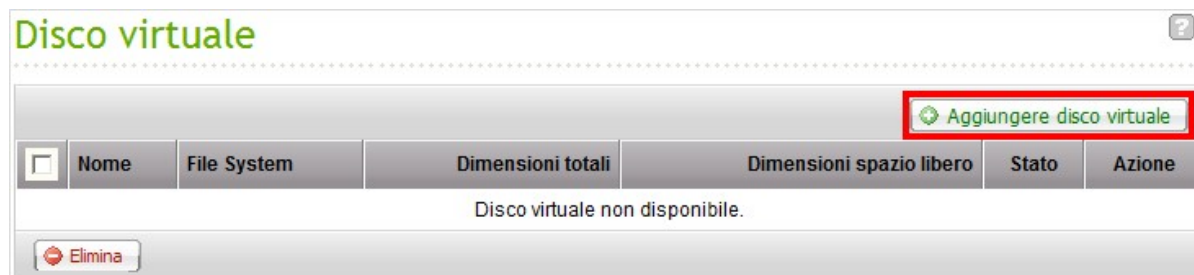 Disco virtuale
?
Aggiungere disco virtuale
Nome File System Dimensioni totali Dimensioni spazio libero Stato Azione
Disco virtuale non disponibile.
Elimina